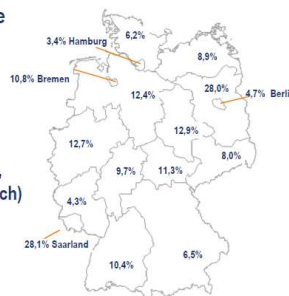 e
6,2%
3,4% Hamburg
8,9%
10,8% Bremen
28,0%
4,7% Berli
12,4%
12,9%
12,7%
8,0%
9,7%
11,3%
ch)
4,3%
28,1% Saarland
10,4%
6,5%